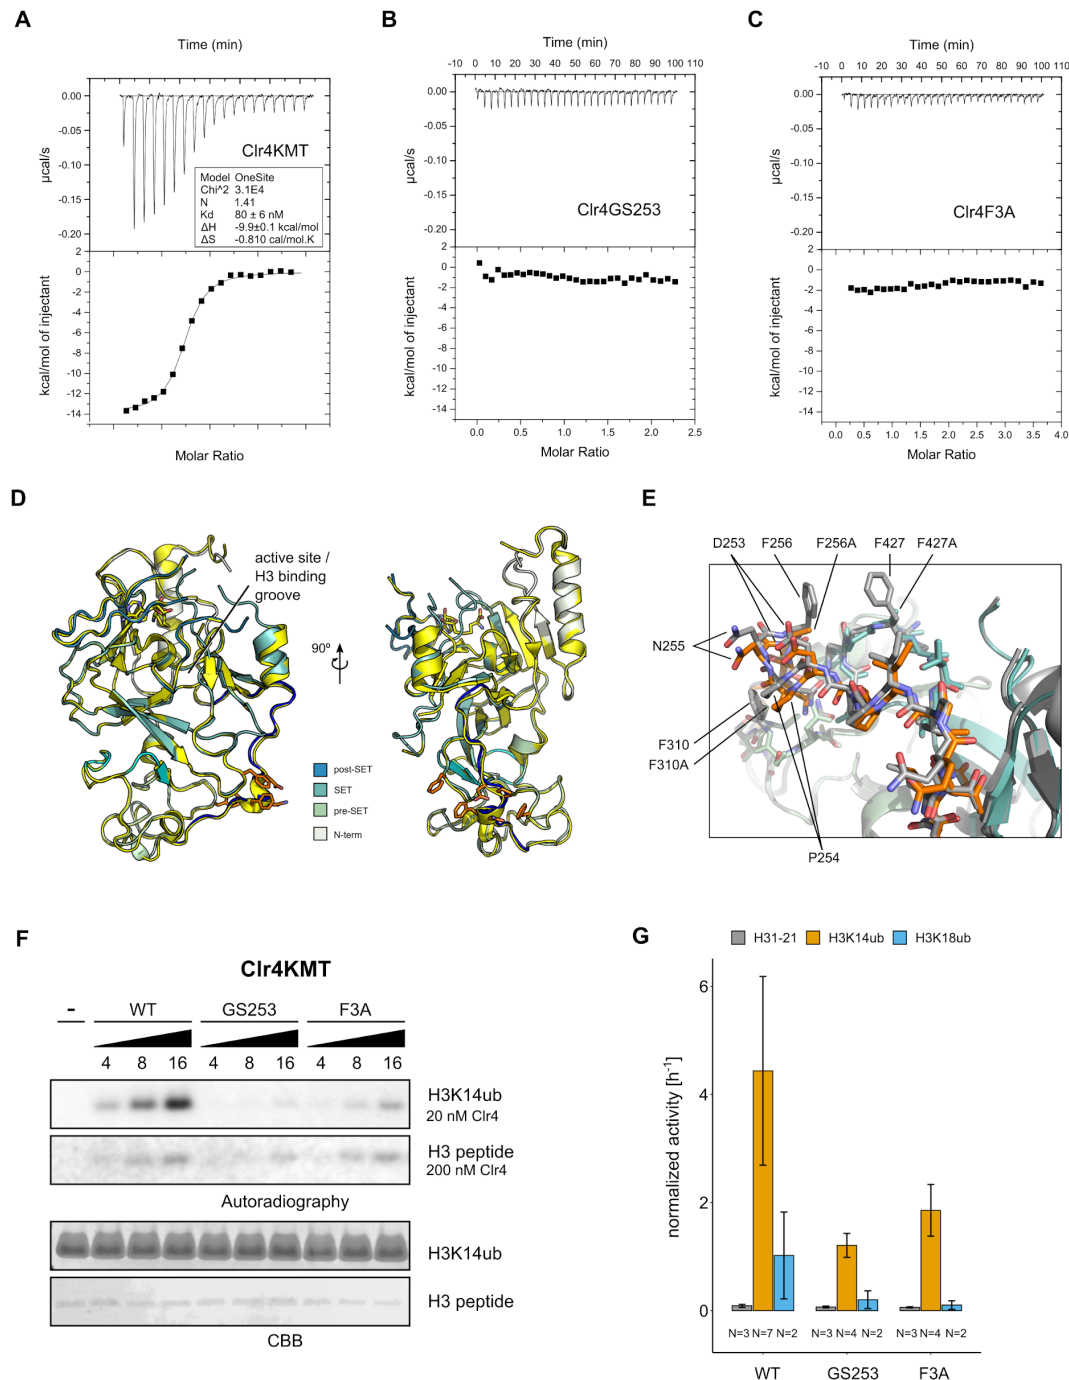 A
Time (min)
0.00
-0.05
-0.10
-0.15
-0.20
µcal/s
Clr4KMT
Model OneSite
Chi^2 3.1E4
N 1.41
Kd 80 ± 6 nM
ΔH -9.9±0.1 kcal/mol
ΔS -0.810 cal/mol.K
2
0
-2
-4
-6
-8
-10
-12
-14
kcal/mol of injectant
Molar Ratio
B
Time (min)
-10 0 10 20 30 40 50 60 70 80 90 100 110
0.00
-0.05
-0.10
-0.15
-0.20
µcal/s
Clr4GS253
2
0
-2
-4
-6
-8
-10
-12
-14
kcal/mol of injectant
0.0 0.5 1.0 1.5 2.0 2.5
Molar Ratio
C
Time (min)
-10 0 10 20 30 40 50 60 70 80 90 100 110
0.00
-0.05
-0.10
-0.15
-0.20
µcal/s
Clr4F3A
2
0
-2
-4
-6
-8
-10
-12
-14
kcal/mol of injectant
0.0 0.5 1.0 1.5 2.0 2.5 3.0 3.5 4.0
Molar Ratio
D
active site /
H3 binding
groove
90º
post-SET
SET
pre-SET
N-term
E
D253 F256 F256A F427 F427A
N255
F310
F310A
P254
F
Clr4KMT
- WT GS253 F3A
4 8 16 4 8 16 4 8 16
H3K14ub
20 nM Clr4
H3 peptide
200 nM Clr4
Autoradiography
H3K14ub
H3 peptide
CBB
G
H31-21 H3K14ub H3K18ub
6
4
2
0
normalized activity [h⁻¹]
N=3 N=7 N=2 N=3 N=4 N=2 N=3 N=4 N=2
WT GS253 F3A